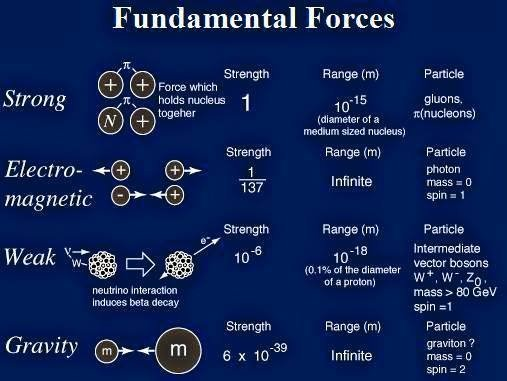 Fundamental Forces
Strong
π
+ +
π
N +
Force which
holds nucleus
togeher
Strength
1
Range (m)
10-15
(diameter of a
medium sized nucleus)
Particle
gluons,
π(nucleons)
Electro-
magnetic
+ +
- +
Strength
1
137
Range (m)
Infinite
Particle
photon
mass = 0
spin = 1
Weak
ν
W-
e-
neutrino interaction
induces beta decay
Strength
10-6
Range (m)
10-18
(0.1% of the diameter
of a proton)
Particle
Intermediate
vector bosons
W+, W-, Z0,
mass > 80 GeV
spin =1
Gravity
m m
Strength
6 x 10-39
Range (m)
Infinite
Particle
graviton ?
mass = 0
spin = 2